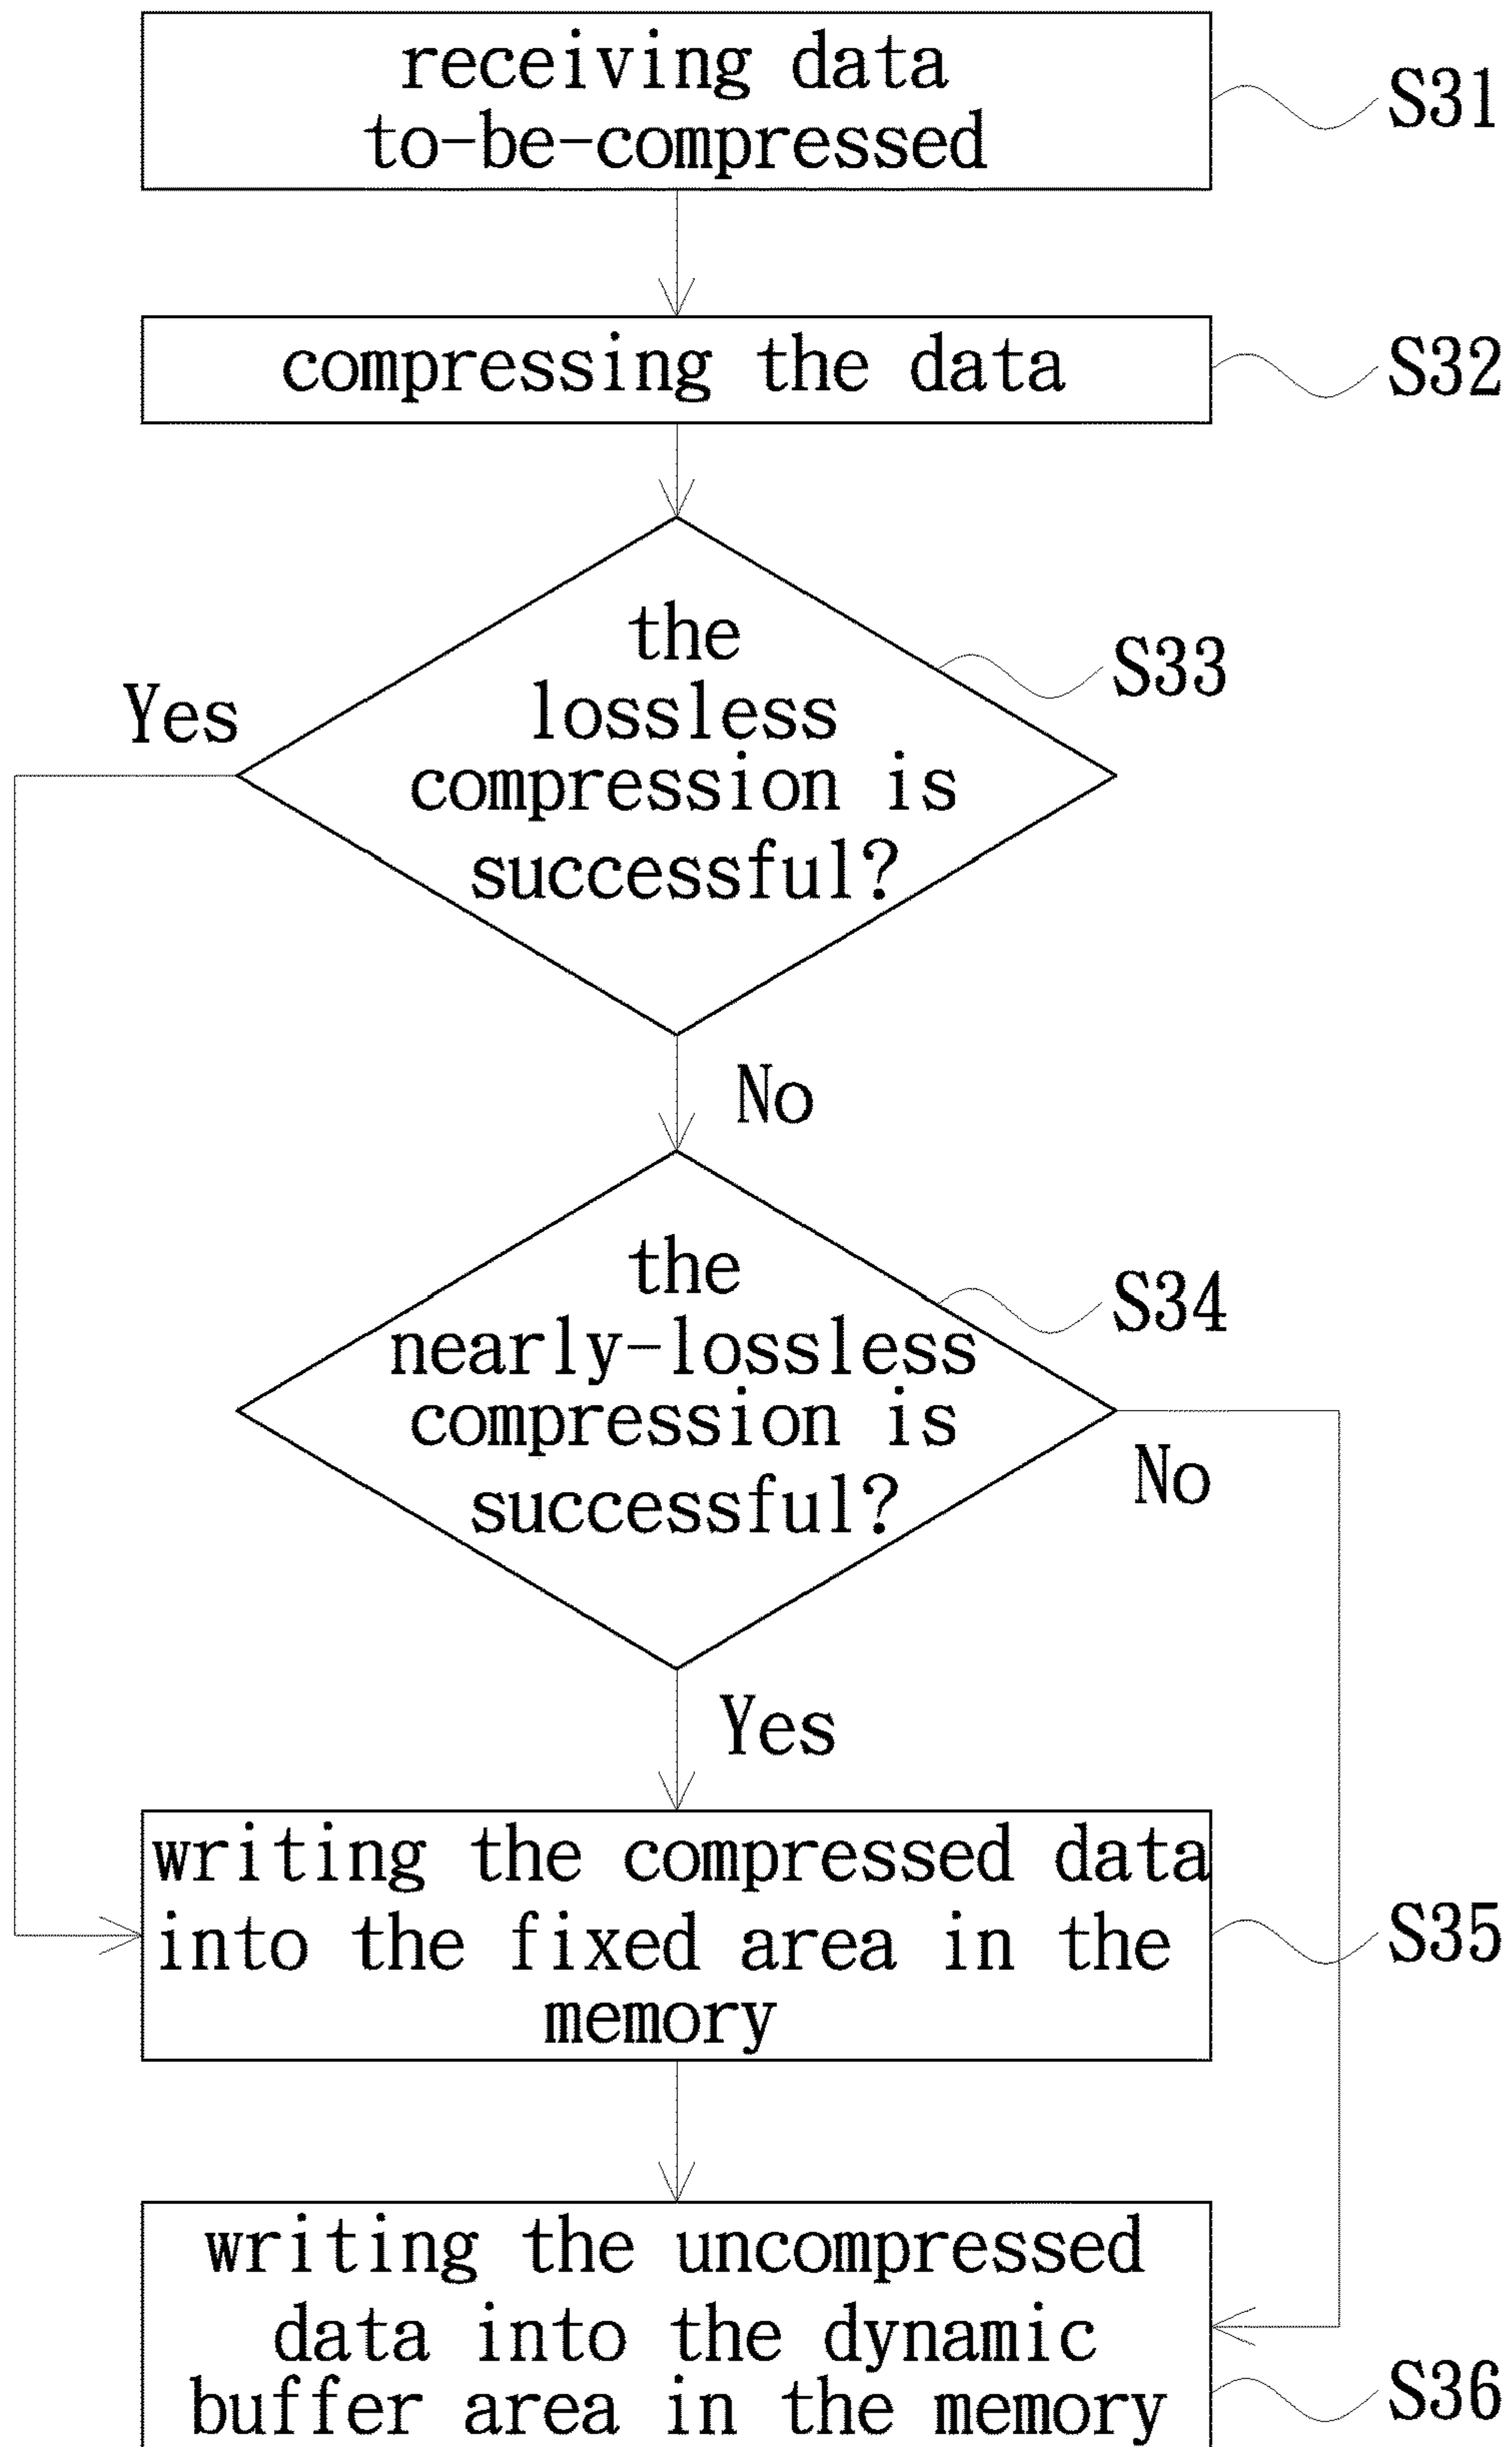 receiving data
to-be-compressed
S31
compressing the data
S32
the
lossless
compression is
successful?
S33
Yes
No
the
nearly-lossless
compression is
successful?
S34
No
Yes
writing the compressed data
into the fixed area in the
memory
S35
writing the uncompressed
data into the dynamic
buffer area in the memory
S36